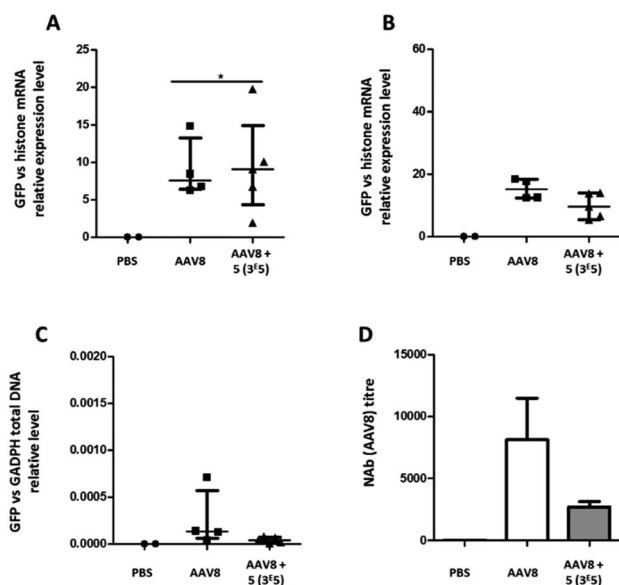 A
GFP vs histone mRNA
relative expression level
25
20
15
10
5
0
*
PBS
AAV8
AAV8 +
5 (3ᴱ5)
B
GFP vs histone mRNA
relative expression level
60
40
20
0
PBS
AAV8
AAV8 +
5 (3ᴱ5)
C
GFP vs GADPH total DNA
relative level
0.0020
0.0015
0.0010
0.0005
0.0000
PBS
AAV8
AAV8 +
5 (3ᴱ5)
D
NAb (AAV8) titre
15000
10000
5000
0
PBS
AAV8
AAV8 +
5 (3ᴱ5)